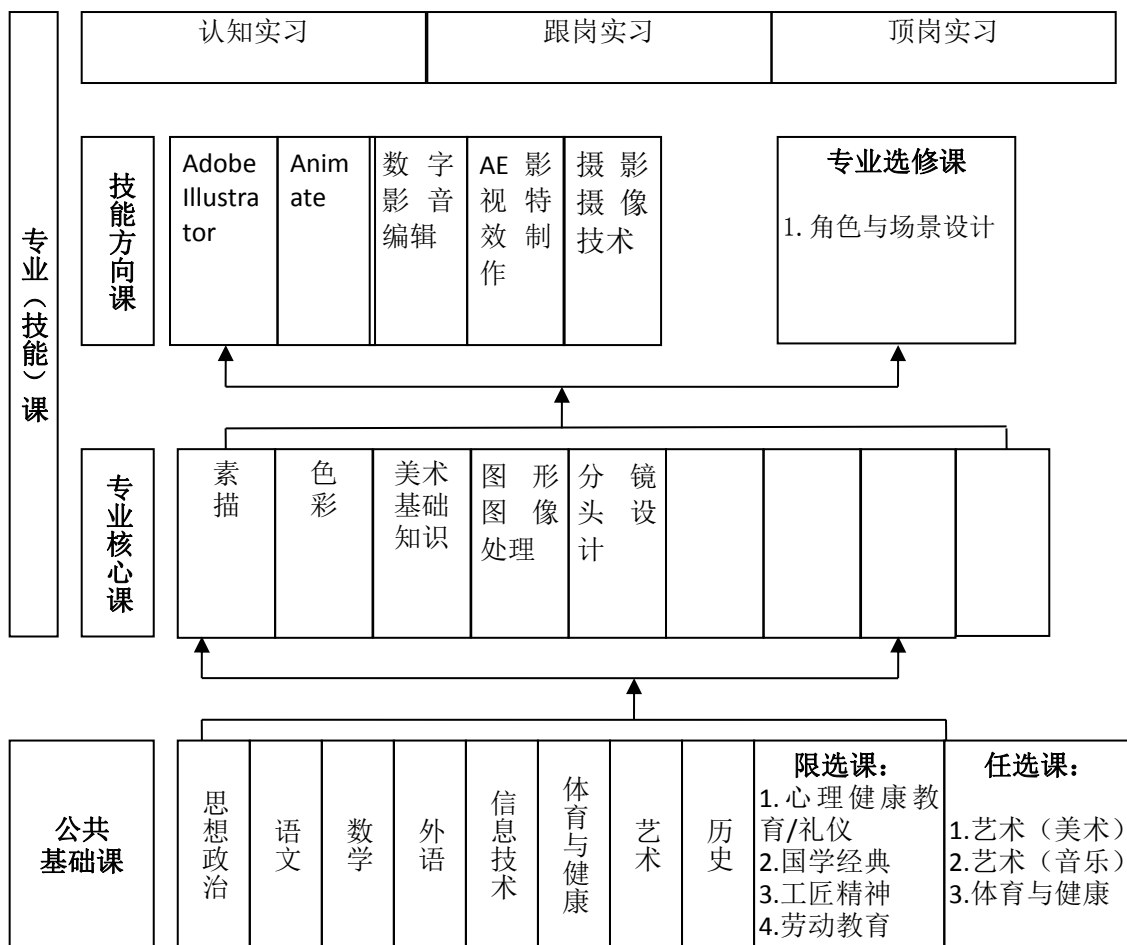 认知实习
跟岗实习
顶岗实习
专业（技能）课
技能方向课
Adobe
Illustra
tor
Anim
ate
数字
影音
编辑
AE 影
视特
效制
作
摄影
摄像
技术
专业选修课
1.角色与场景设计
专业核心课
素
描
色
彩
美术
基础
知识
图形
图像
处理
分镜
头设
计
公共
基础课
思想政治
语文
数学
外语
信息技术
体育与健康
艺术
历史
限选课：
1.心理健康教
育/礼仪
2.国学经典
3.工匠精神
4.劳动教育
任选课：
1.艺术（美术）
2.艺术（音乐）
3.体育与健康